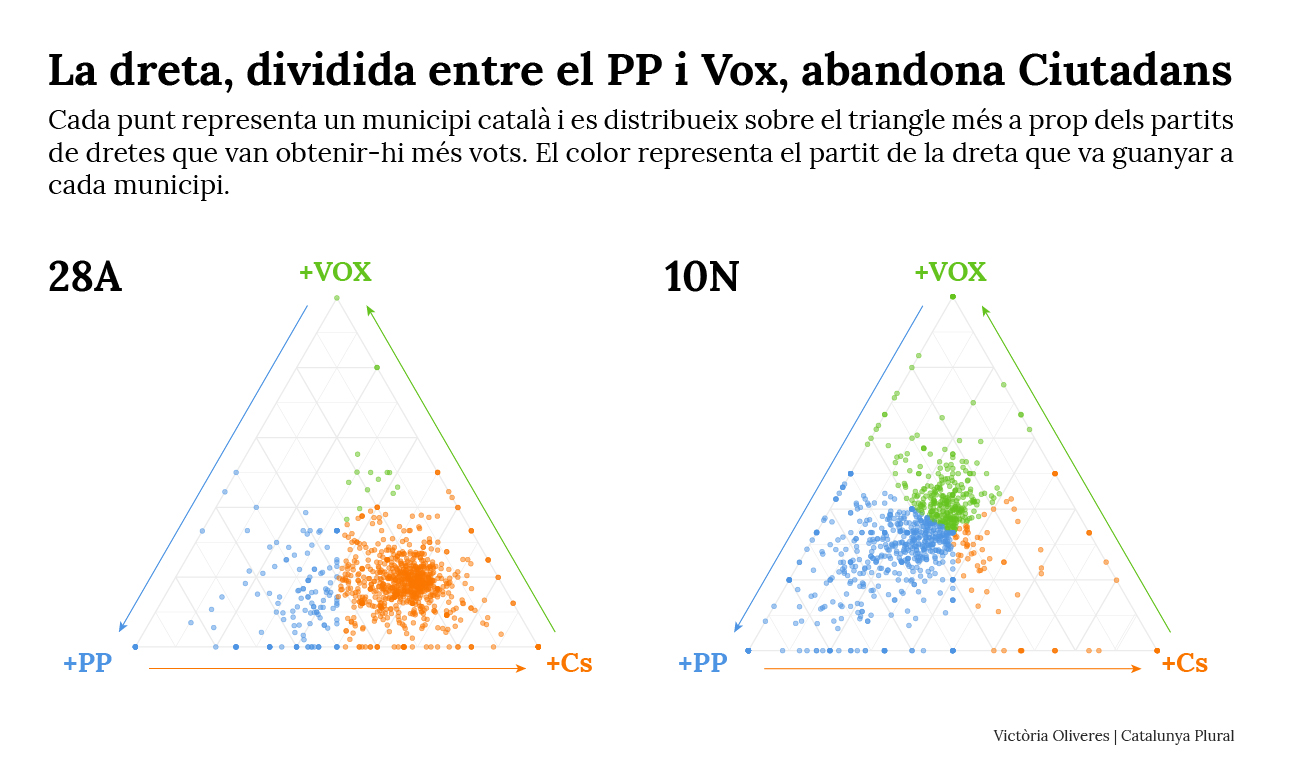 La dreta, dividida entre el PP i Vox, abandona Ciutadans
Cada punt representa un municipi català i es distribueix sobre el triangle més a prop dels partits
de dretes que van obtenir-hi més vots. El color representa el partit de la dreta que va guanyar a
cada municipi.
28A
+VOX
+PP
+Cs
10N
+VOX
+PP
+Cs
Victòria Oliveres | Catalunya Plural